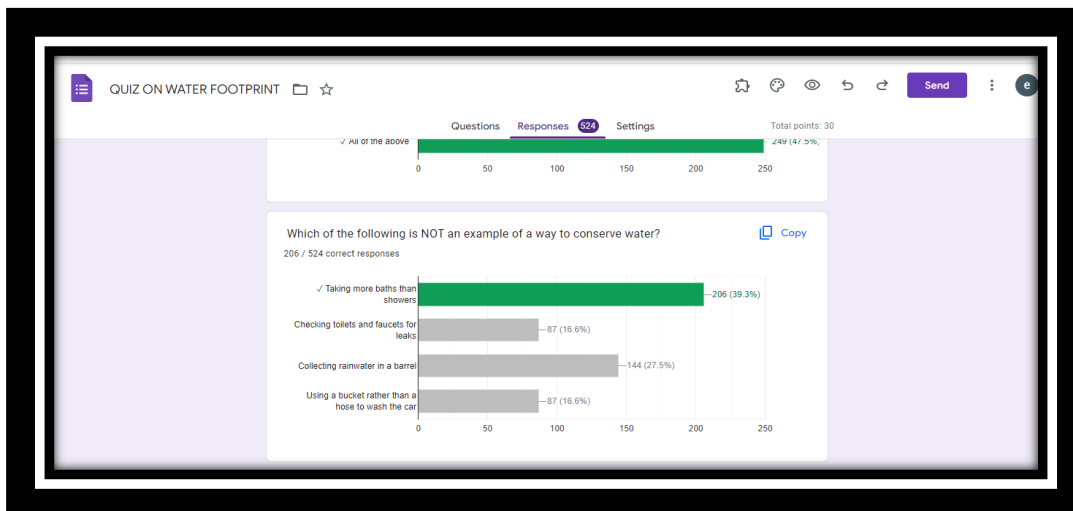 QUIZ ON WATER FOOTPRINT
Send
e
Questions Responses 524 Settings
Total points: 30
✓ All of the above
249 (47.5%)
0 50 100 150 200 250
Which of the following is NOT an example of a way to conserve water?
Copy
206 / 524 correct responses
✓ Taking more baths than
showers
206 (39.3%)
Checking toilets and faucets for
leaks
87 (16.6%)
Collecting rainwater in a barrel
144 (27.5%)
Using a bucket rather than a
hose to wash the car
87 (16.6%)
0 50 100 150 200 250